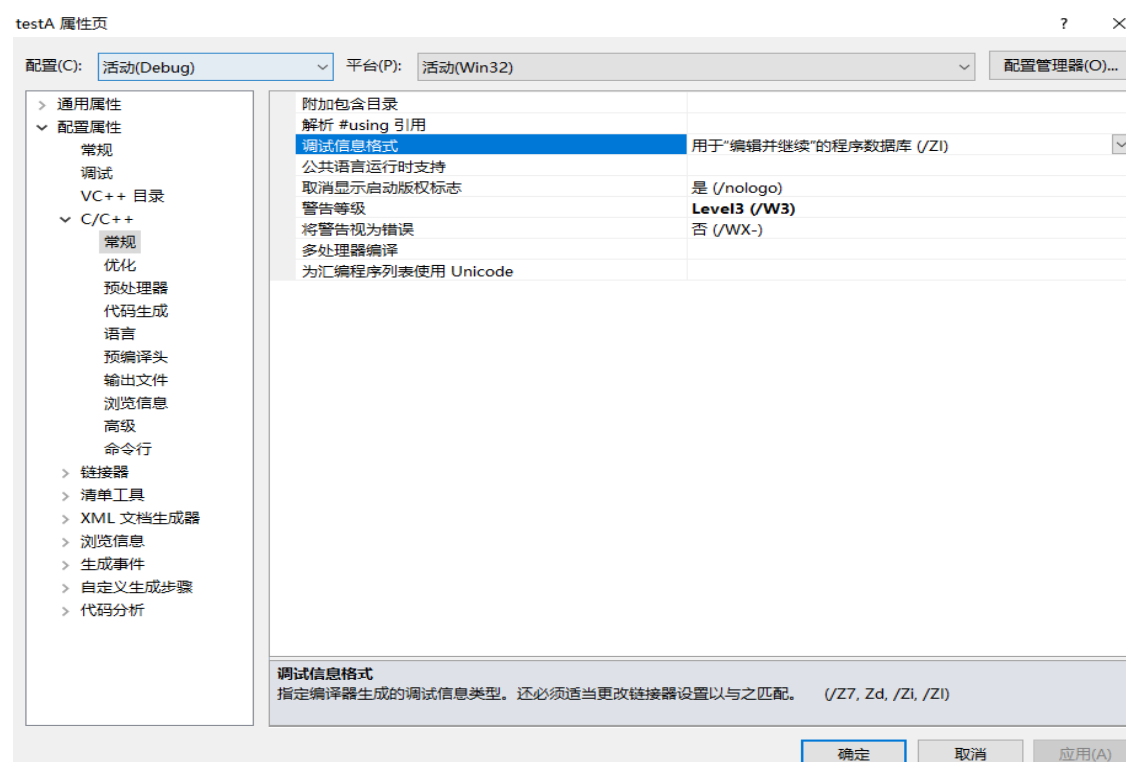 testA 属性页
配置(C): 活动(Debug) 平台(P): 活动(Win32) 配置管理器(O)...
通用属性
配置属性
常规
调试
VC++ 目录
C/C++
常规
优化
预处理器
代码生成
语言
预编译头
输出文件
浏览信息
高级
命令行
链接器
清单工具
XML 文档生成器
浏览信息
生成事件
自定义生成步骤
代码分析
附加包含目录
解析 #using 引用
调试信息格式 用于“编辑并继续”的程序数据库 (/ZI)
公共语言运行时支持
取消显示启动版权标志 是 (/nologo)
警告等级 Level3 (/W3)
将警告视为错误 否 (/WX-)
多处理器编译
为汇编程序列表使用 Unicode
调试信息格式
指定编译器生成的调试信息类型。还必须适当更改链接器设置以与之匹配。 (/Z7, Zd, /Zi, /ZI)
确定 取消 应用(A)